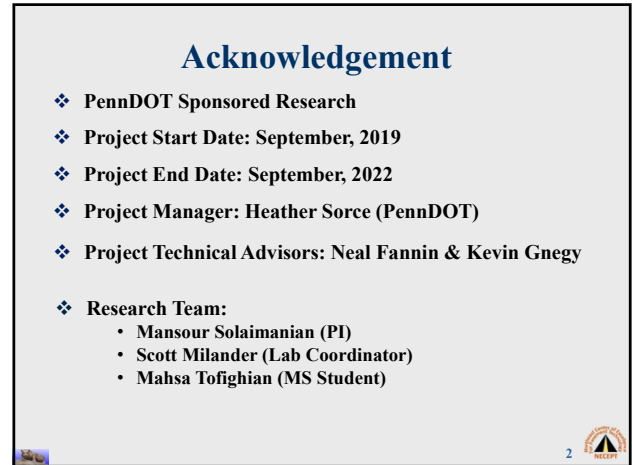 Acknowledgement
❖ PennDOT Sponsored Research
❖ Project Start Date: September, 2019
❖ Project End Date: September, 2022
❖ Project Manager: Heather Sorce (PennDOT)
❖ Project Technical Advisors: Neal Fannin & Kevin Gnegy
❖ Research Team:
• Mansour Solaimanian (PI)
• Scott Milander (Lab Coordinator)
• Mahsa Tofighian (MS Student)
2
NECEPT